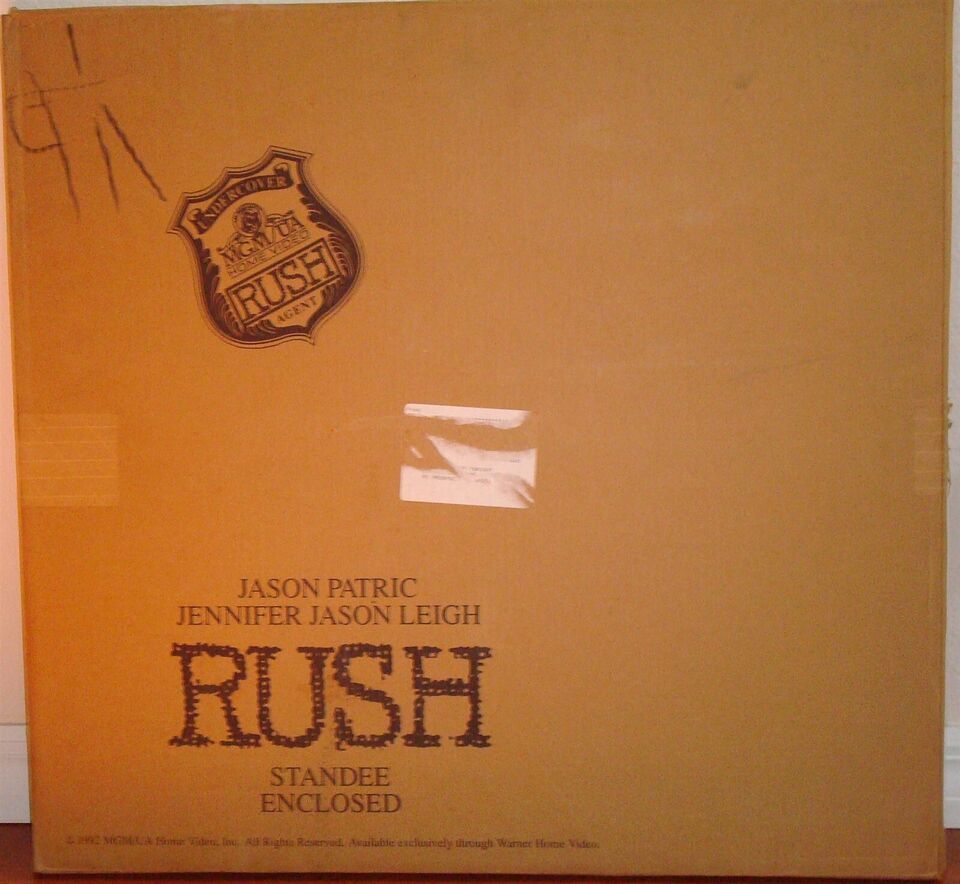 UNDERCOVER
MGM/UA
HOME VIDEO
RUSH
AGENT
JASON PATRIC
JENNIFER JASON LEIGH
RUSH
STANDEE
ENCLOSED
© 1992 MGM/UA Home Video, Inc. All Rights Reserved. Available exclusively through Warner Home Video.